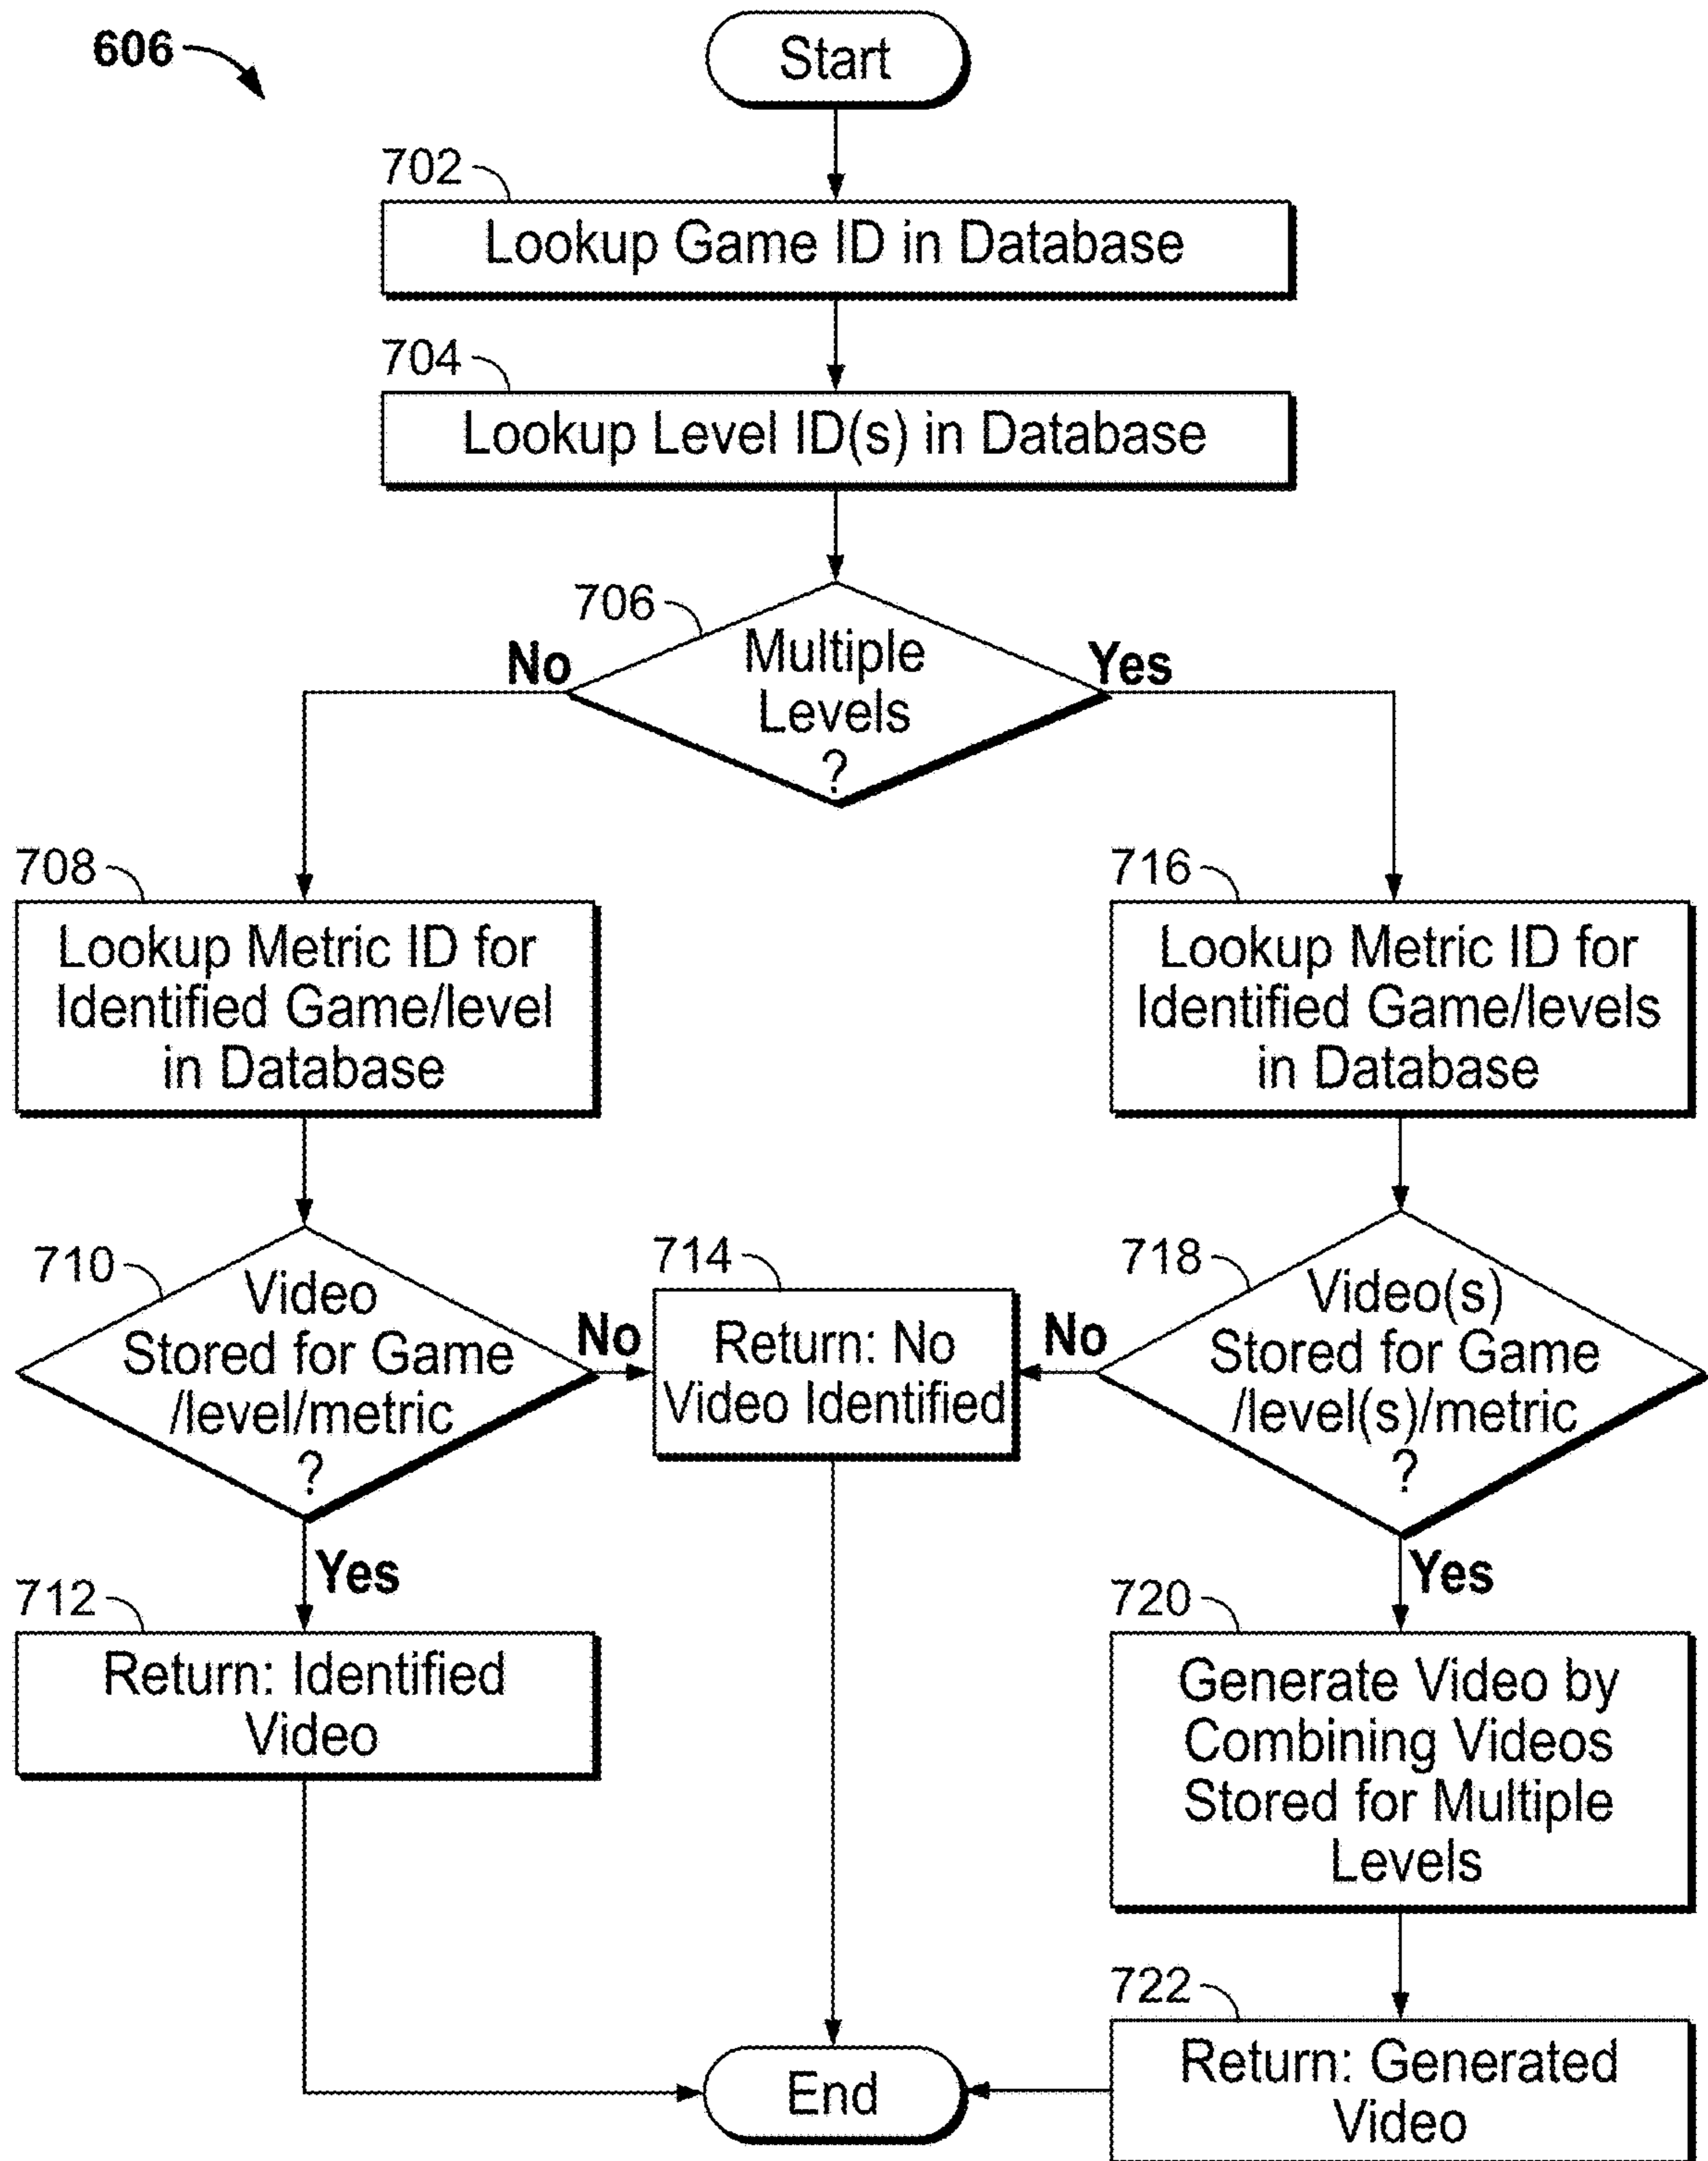 606
Start
702
Lookup Game ID in Database
704
Lookup Level ID(s) in Database
706
No
Multiple
Levels
?
Yes
708
Lookup Metric ID for
Identified Game/level
in Database
716
Lookup Metric ID for
Identified Game/levels
in Database
710
Video
Stored for Game
/level/metric
?
No
714
Return: No
Video Identified
No
718
Video(s)
Stored for Game
/level(s)/metric
?
Yes
712
Return: Identified
Video
Yes
720
Generate Video by
Combining Videos
Stored for Multiple
Levels
722
Return: Generated
Video
End